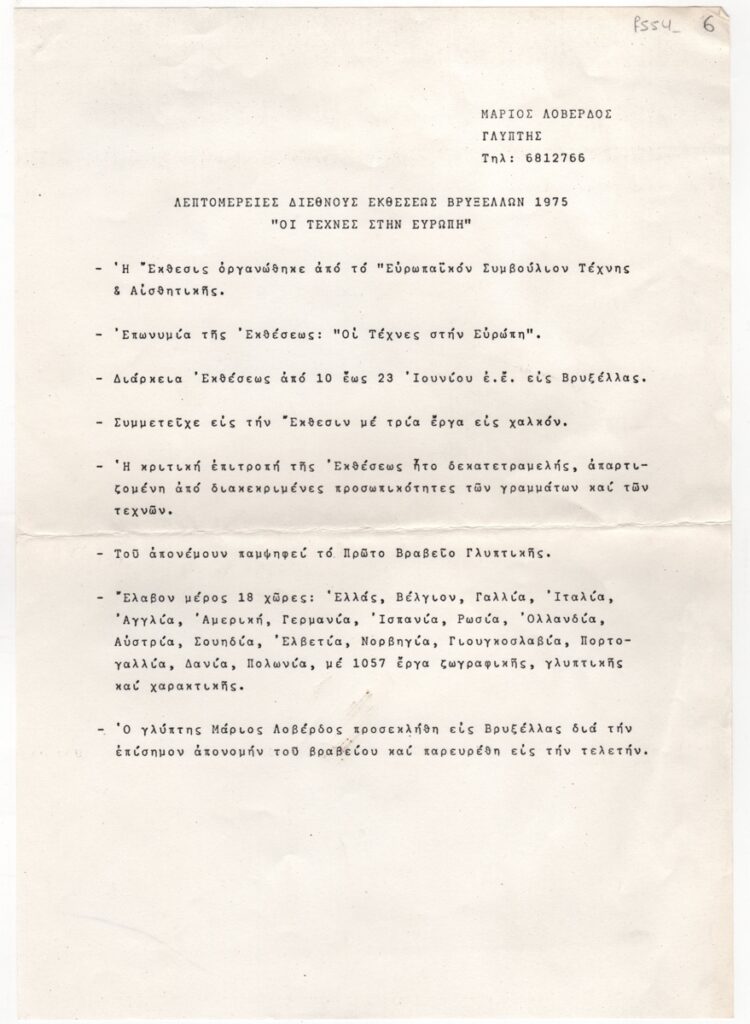 PSS4_ 6
ΜΑΡΙΟΣ ΛΟΒΕΡΔΟΣ
ΓΛΥΠΤΗΣ
Τηλ: 6812766
ΛΕΠΤΟΜΕΡΕΙΕΣ ΔΙΕΘΝΟΥΣ ΕΚΘΕΣΕΩΣ ΒΡΥΞΕΛΛΩΝ 1975
"ΟΙ ΤΕΧΝΕΣ ΣΤΗΝ ΕΥΡΩΠΗ"
- Ἡ Ἔκθεσις ὀργανώθηκε ἀπό τό "Εὐρωπαϊκόν Συμβούλιον Τέχνης
& Αἰσθητικῆς.
- Ἐπωνυμία τῆς Ἐκθέσεως: "Οἱ Τέχνες στήν Εὐρώπη".
- Διάρκεια Ἐκθέσεως ἀπό 10 ἕως 23 Ἰουνίου ἐ.ἔ. εἰς Βρυξέλλας.
- Συμμετεῖχε εἰς τήν Ἔκθεσιν μέ τρία ἔργα εἰς χαλκόν.
- Ἡ κριτική ἐπιτροπή τῆς Ἐκθέσεως ἦτο δεκατετραμελής, ἀπαρτι-
ζομένη ἀπό διακεκριμένες προσωπικότητες τῶν γραμμάτων καί τῶν
τεχνῶν.
- Τοῦ ἀπονέμουν παμψηφεί τό Πρῶτο Βραβεῖο Γλυπτικῆς.
- Ἔλαβον μέρος 18 χῶρες: Ἑλλάς, Βέλγιον, Γαλλία, Ἰταλία,
Ἀγγλία, Ἀμερική, Γερμανία, Ἰσπανία, Ρωσία, Ὀλλανδία,
Αὐστρία, Σουηδία, Ἐλβετία, Νορβηγία, Γιουγκοσλαβία, Πορτο-
γαλλία, Δανία, Πολωνία, μέ 1057 ἔργα ζωγραφικῆς, γλυπτικῆς
καί χαρακτικῆς.
- Ὁ γλύπτης Μάριος Λοβέρδος προσεκλήθη εἰς Βρυξέλλας διά τήν
ἐπίσημον ἀπονομήν τοῦ βραβείου καί παρευρέθη εἰς τήν τελετήν.